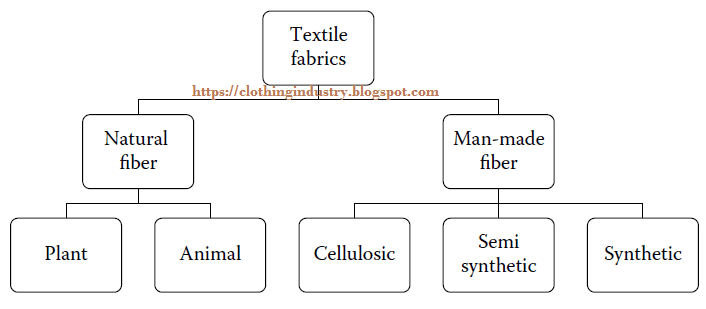 Textile
fabrics
https://clothingindustry.blogspot.com
Natural
fiber
Man-made
fiber
Plant
Animal
Cellulosic
Semi
synthetic
Synthetic